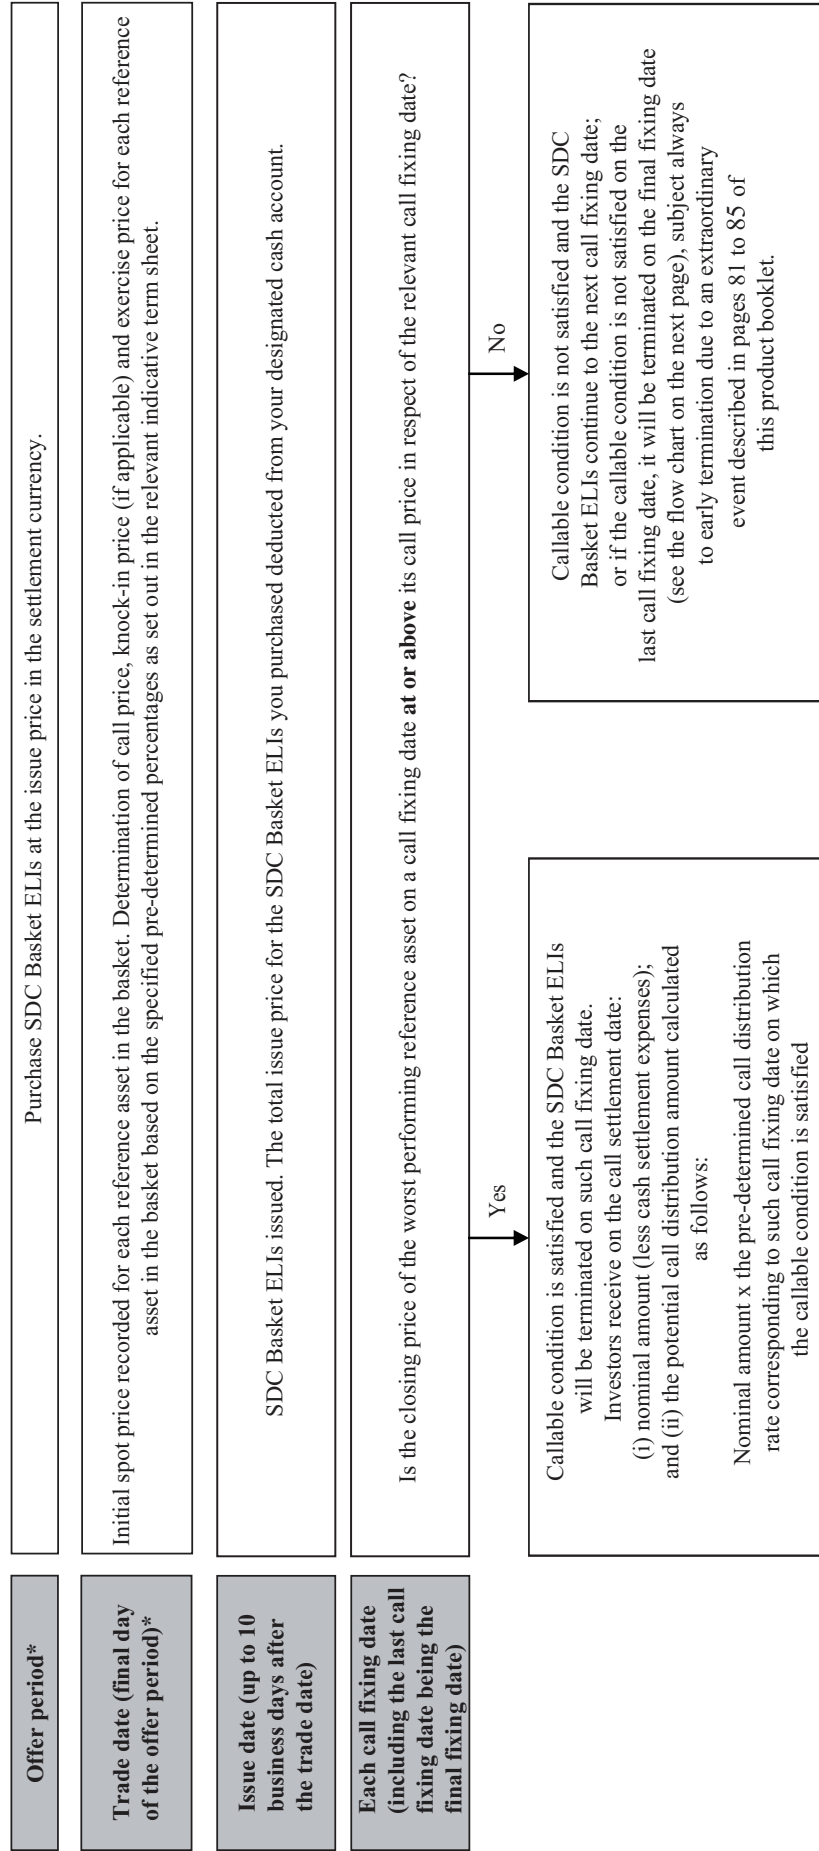 Offer period*
Purchase SDC Basket ELIs at the issue price in the settlement currency.
Trade date (final day
of the offer period)*
Initial spot price recorded for each reference asset in the basket. Determination of call price, knock-in price (if applicable) and exercise price for each reference
asset in the basket based on the specified pre-determined percentages as set out in the relevant indicative term sheet.
Issue date (up to 10
business days after
the trade date)
SDC Basket ELIs issued. The total issue price for the SDC Basket ELIs you purchased deducted from your designated cash account.
Each call fixing date
(including the last call
fixing date being the
final fixing date)
Is the closing price of the worst performing reference asset on a call fixing date at or above its call price in respect of the relevant call fixing date?
Yes
No
Callable condition is satisfied and the SDC Basket ELIs
will be terminated on such call fixing date.
Investors receive on the call settlement date:
(i) nominal amount (less cash settlement expenses);
and (ii) the potential call distribution amount calculated
as follows:
Nominal amount x the pre-determined call distribution
rate corresponding to such call fixing date on which
the callable condition is satisfied
Callable condition is not satisfied and the SDC
Basket ELIs continue to the next call fixing date;
or if the callable condition is not satisfied on the
last call fixing date, it will be terminated on the final fixing date
(see the flow chart on the next page), subject always
to early termination due to an extraordinary
event described in pages 81 to 85 of
this product booklet.